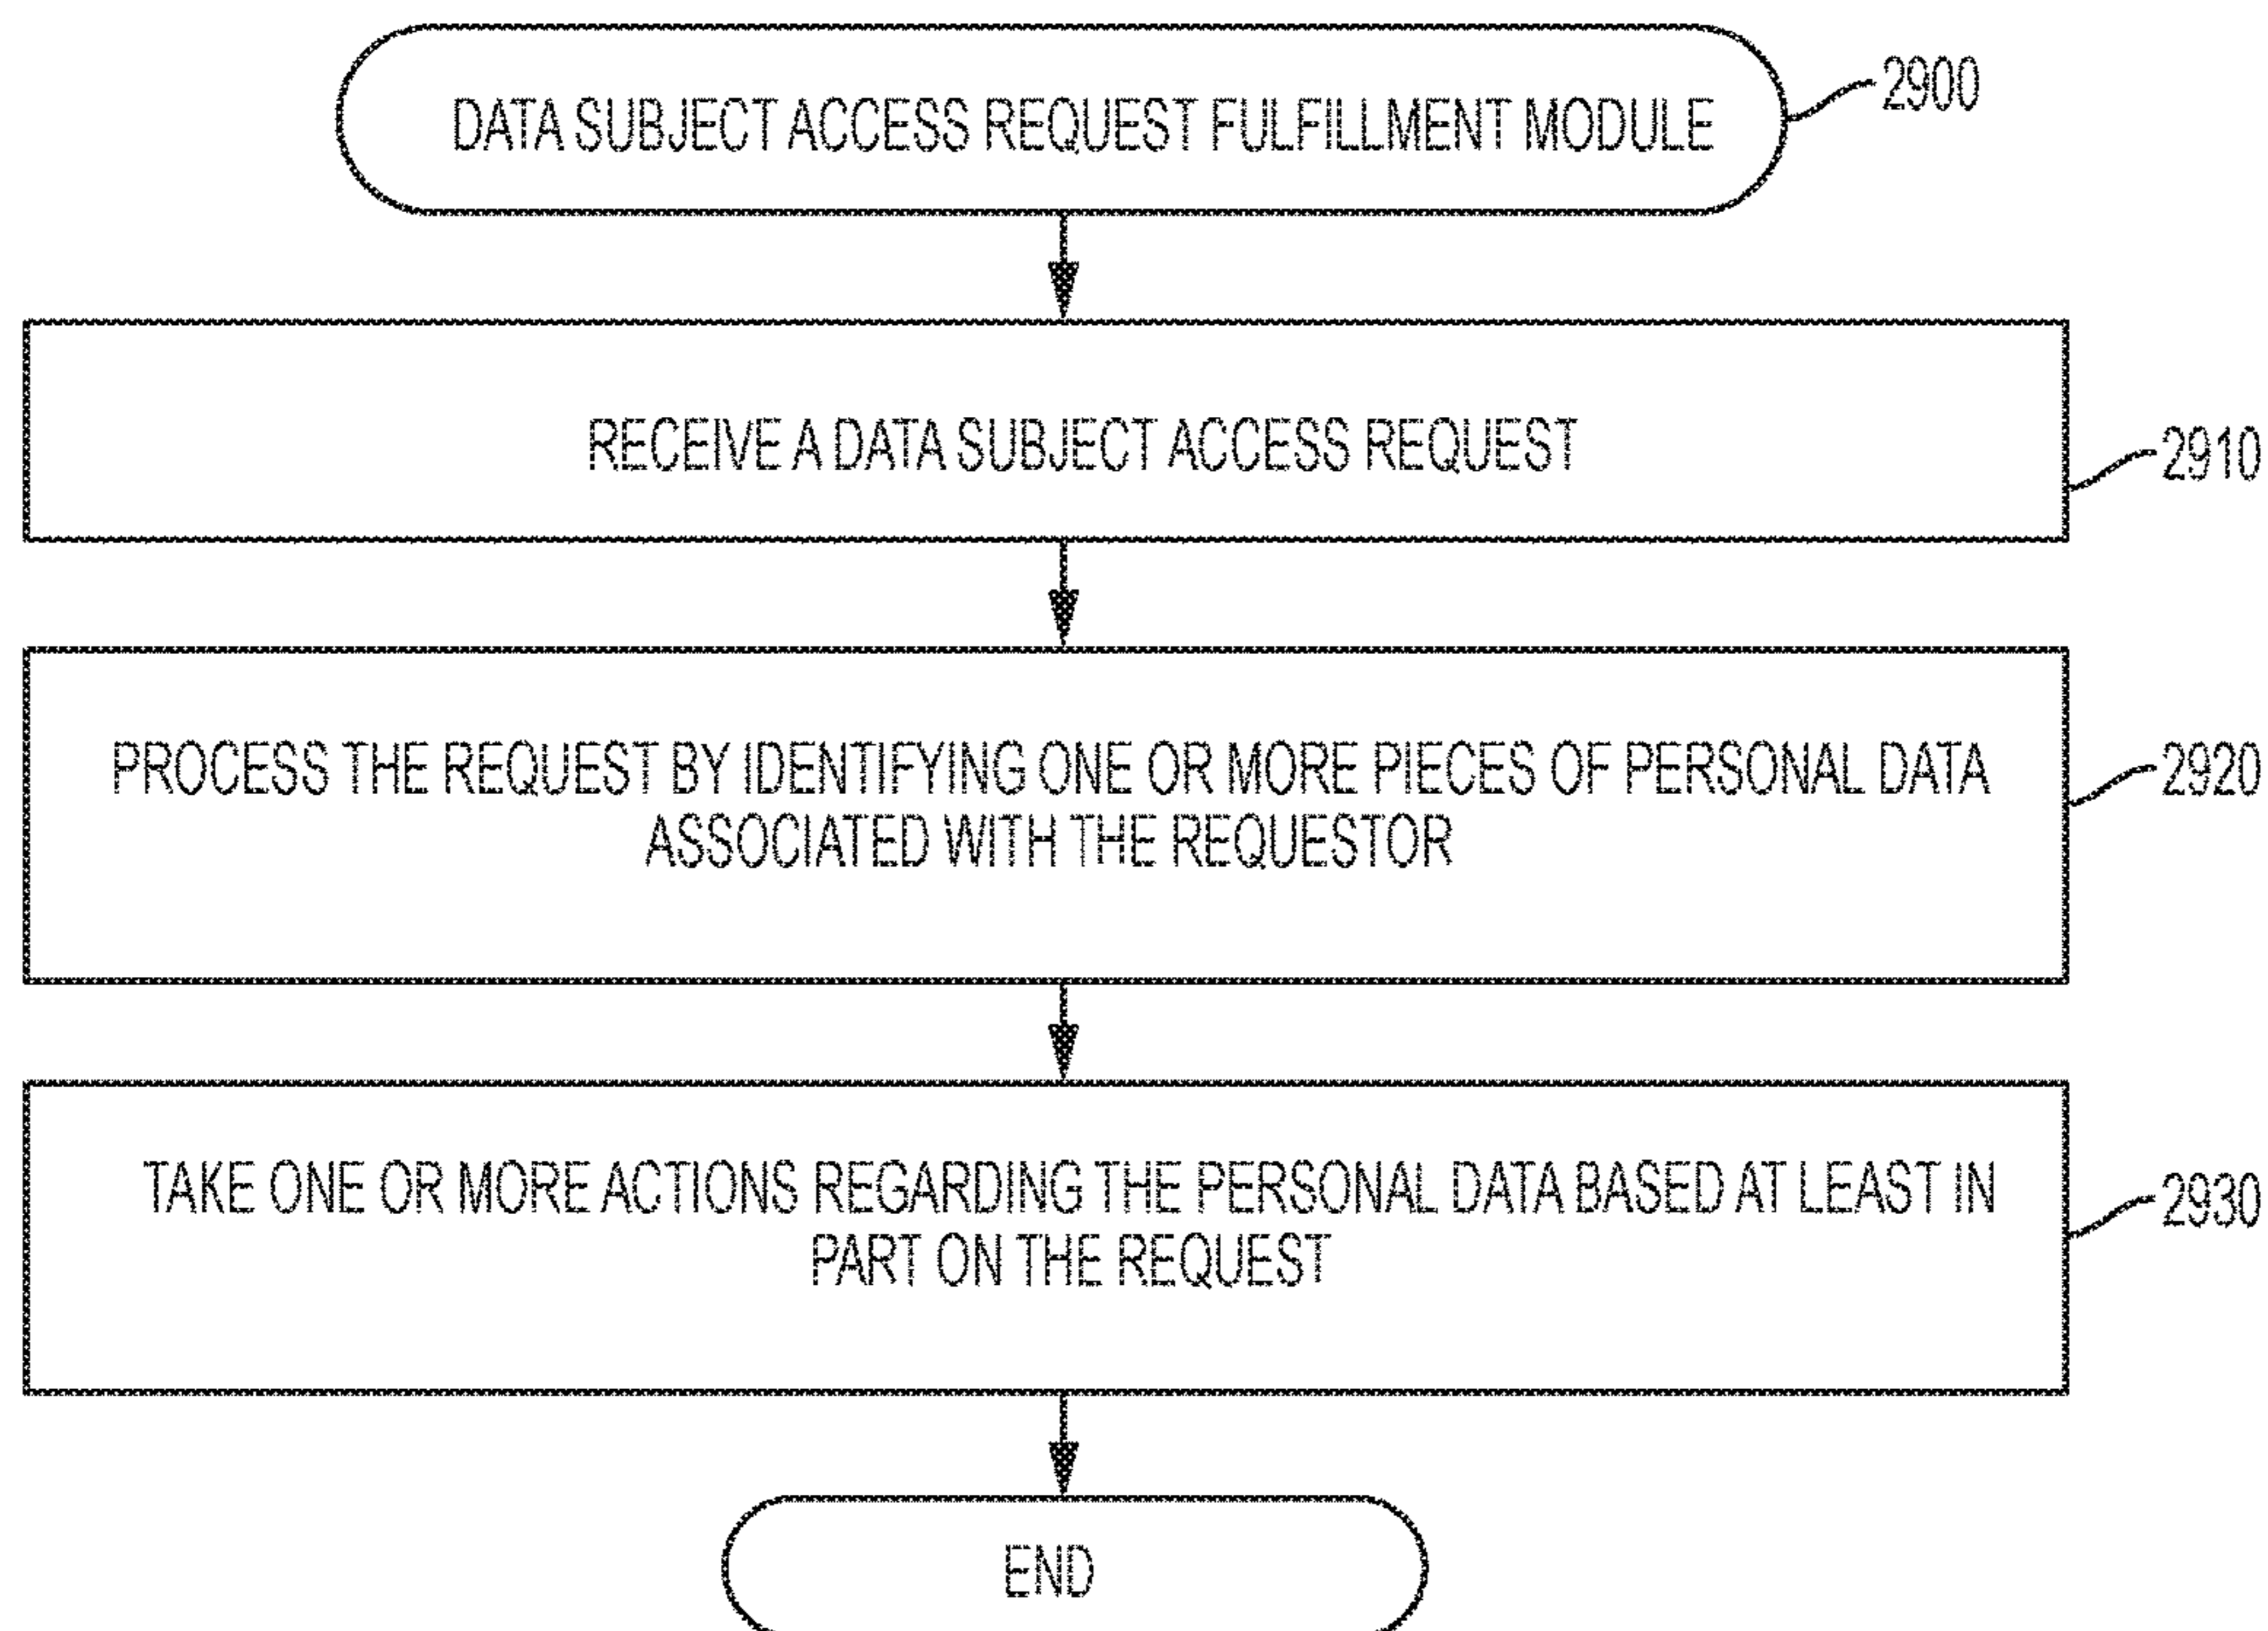 DATA SUBJECT ACCESS REQUEST FULFILLMENT MODULE
2900
RECEIVE A DATA SUBJECT ACCESS REQUEST
2910
PROCESS THE REQUEST BY IDENTIFYING ONE OR MORE PIECES OF PERSONAL DATA
ASSOCIATED WITH THE REQUESTOR
2920
TAKE ONE OR MORE ACTIONS REGARDING THE PERSONAL DATA BASED AT LEAST IN
PART ON THE REQUEST
2930
END